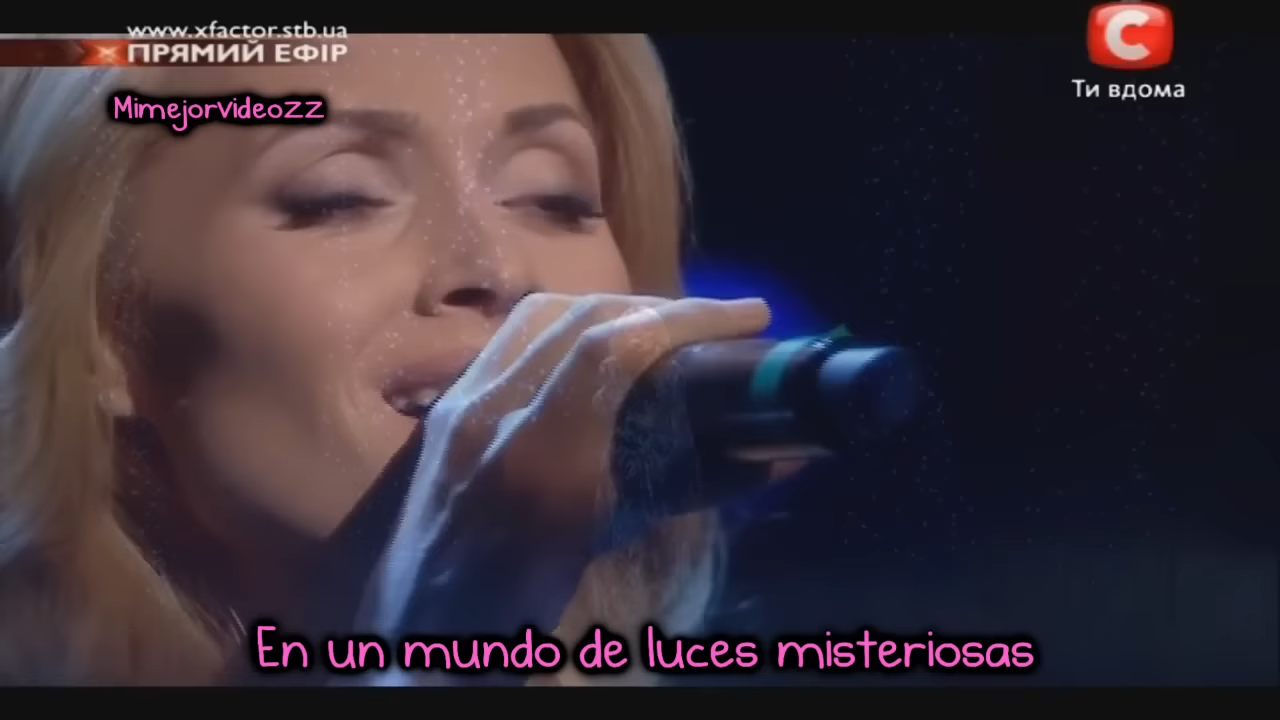 www.xfactor.stb.ua
ПРЯМИЙ ЕФІР
Mimejorvideozz
С
Ти вдома
En un mundo de luces misteriosas